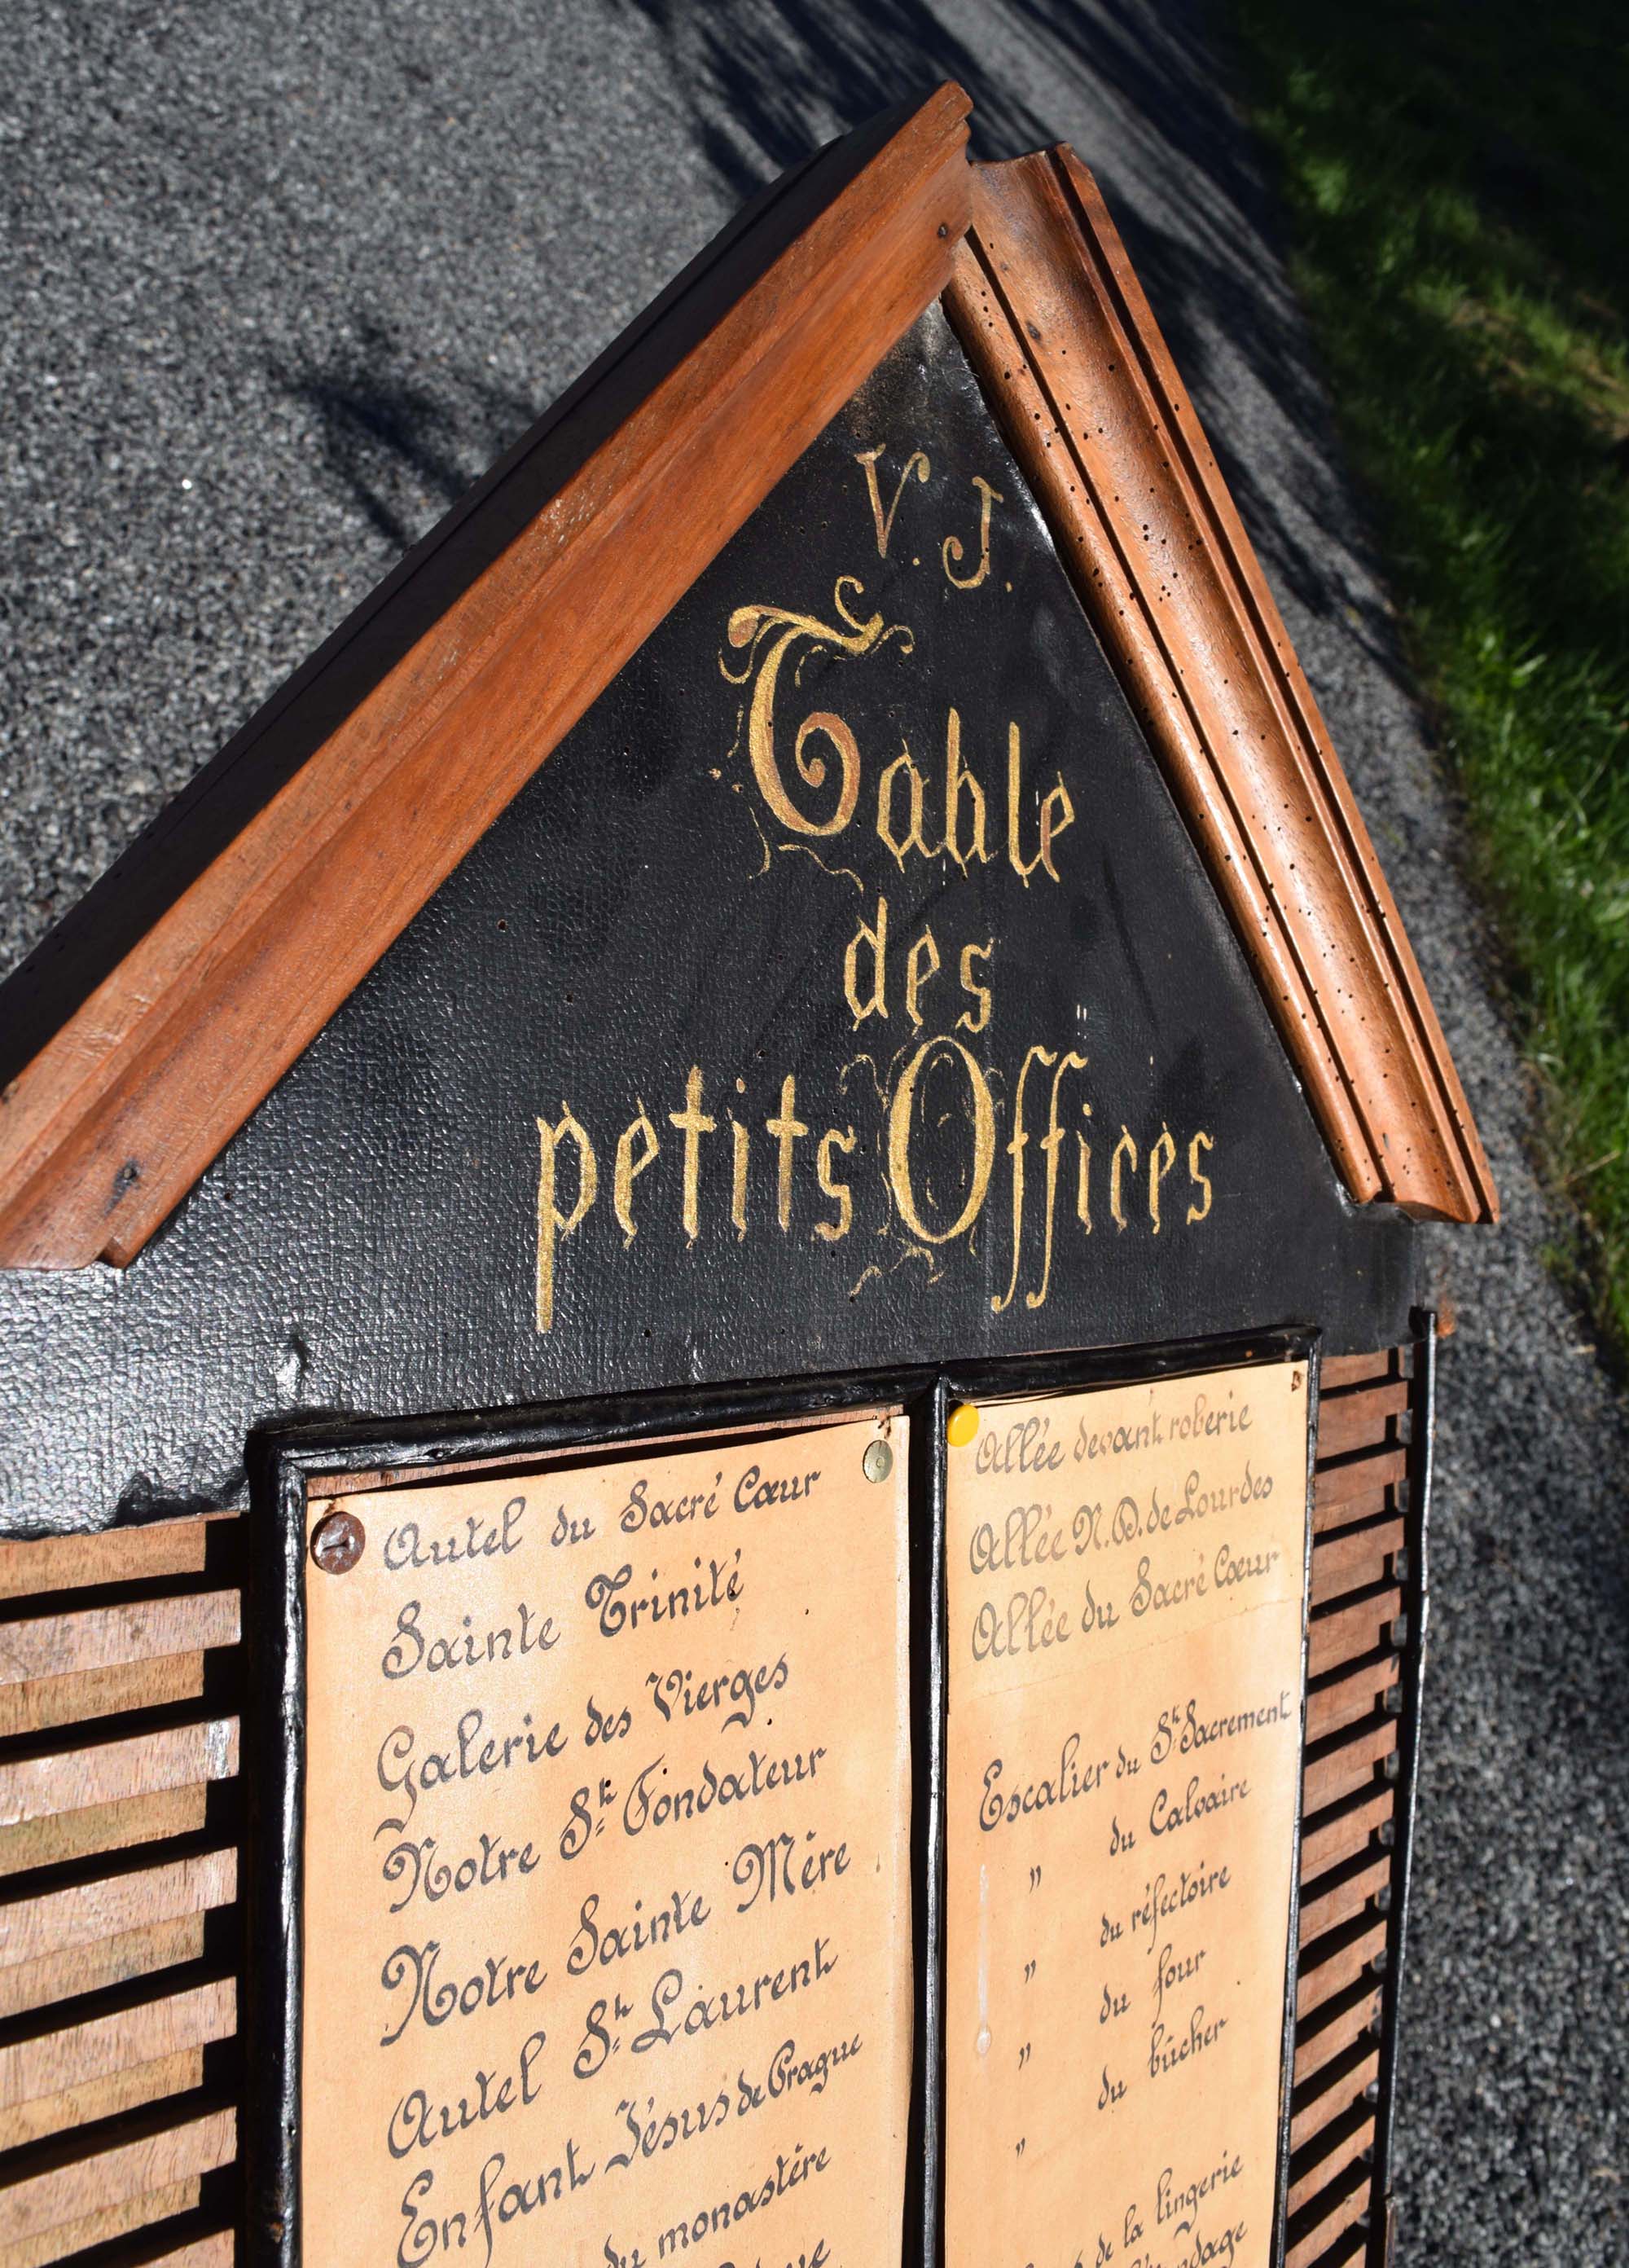 V. J.
Table
des
petits Offices
Autel du Sacré Cœur
Sainte Trinité
Galerie des Vierges
Notre St Fondateur
Notre Sainte Mère
Autel St Laurent
Enfant Jésus de Prague
du monastère
Allée devant roberie
Allée N. D. de Lourdes
Allée du Sacré Cœur
Escalier du St Sacrement
" du Calvaire
" du réfectoire
" du four
" du bûcher
de la lingerie